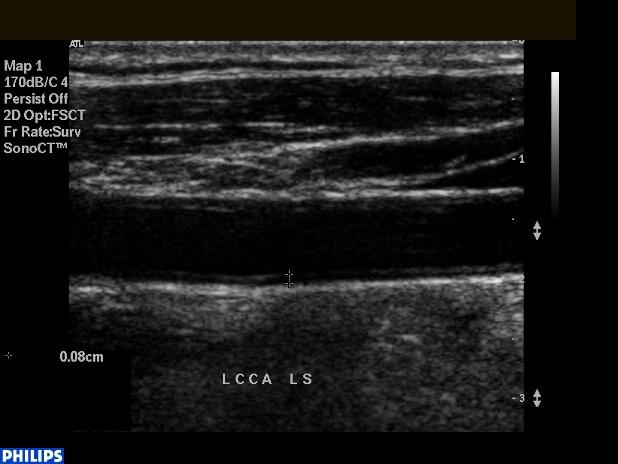 ATL
Map 1
170dB/C 4
Persist Off
2D Opt:FSCT
Fr Rate:Surv
SonoCT™
0
1
2
3
0.08cm
LCCA LS
PHILIPS